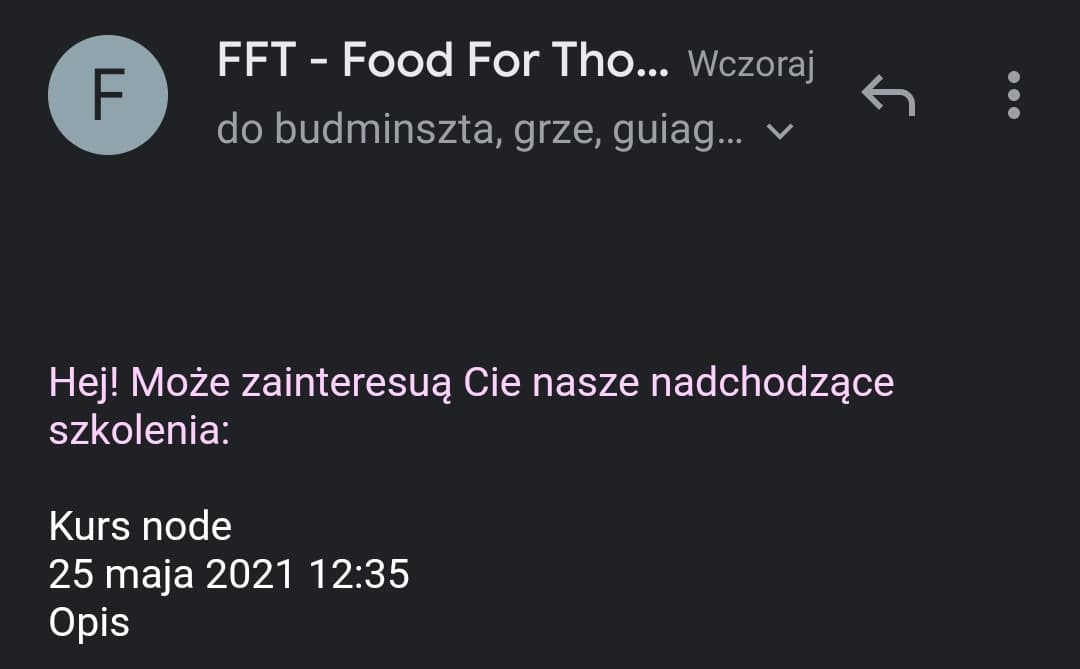 F
FFT - Food For Tho... Wczoraj
do budminszta, grze, guiag...
Hej! Może zainteresuą Cie nasze nadchodzące
szkolenia:
Kurs node
25 maja 2021 12:35
Opis